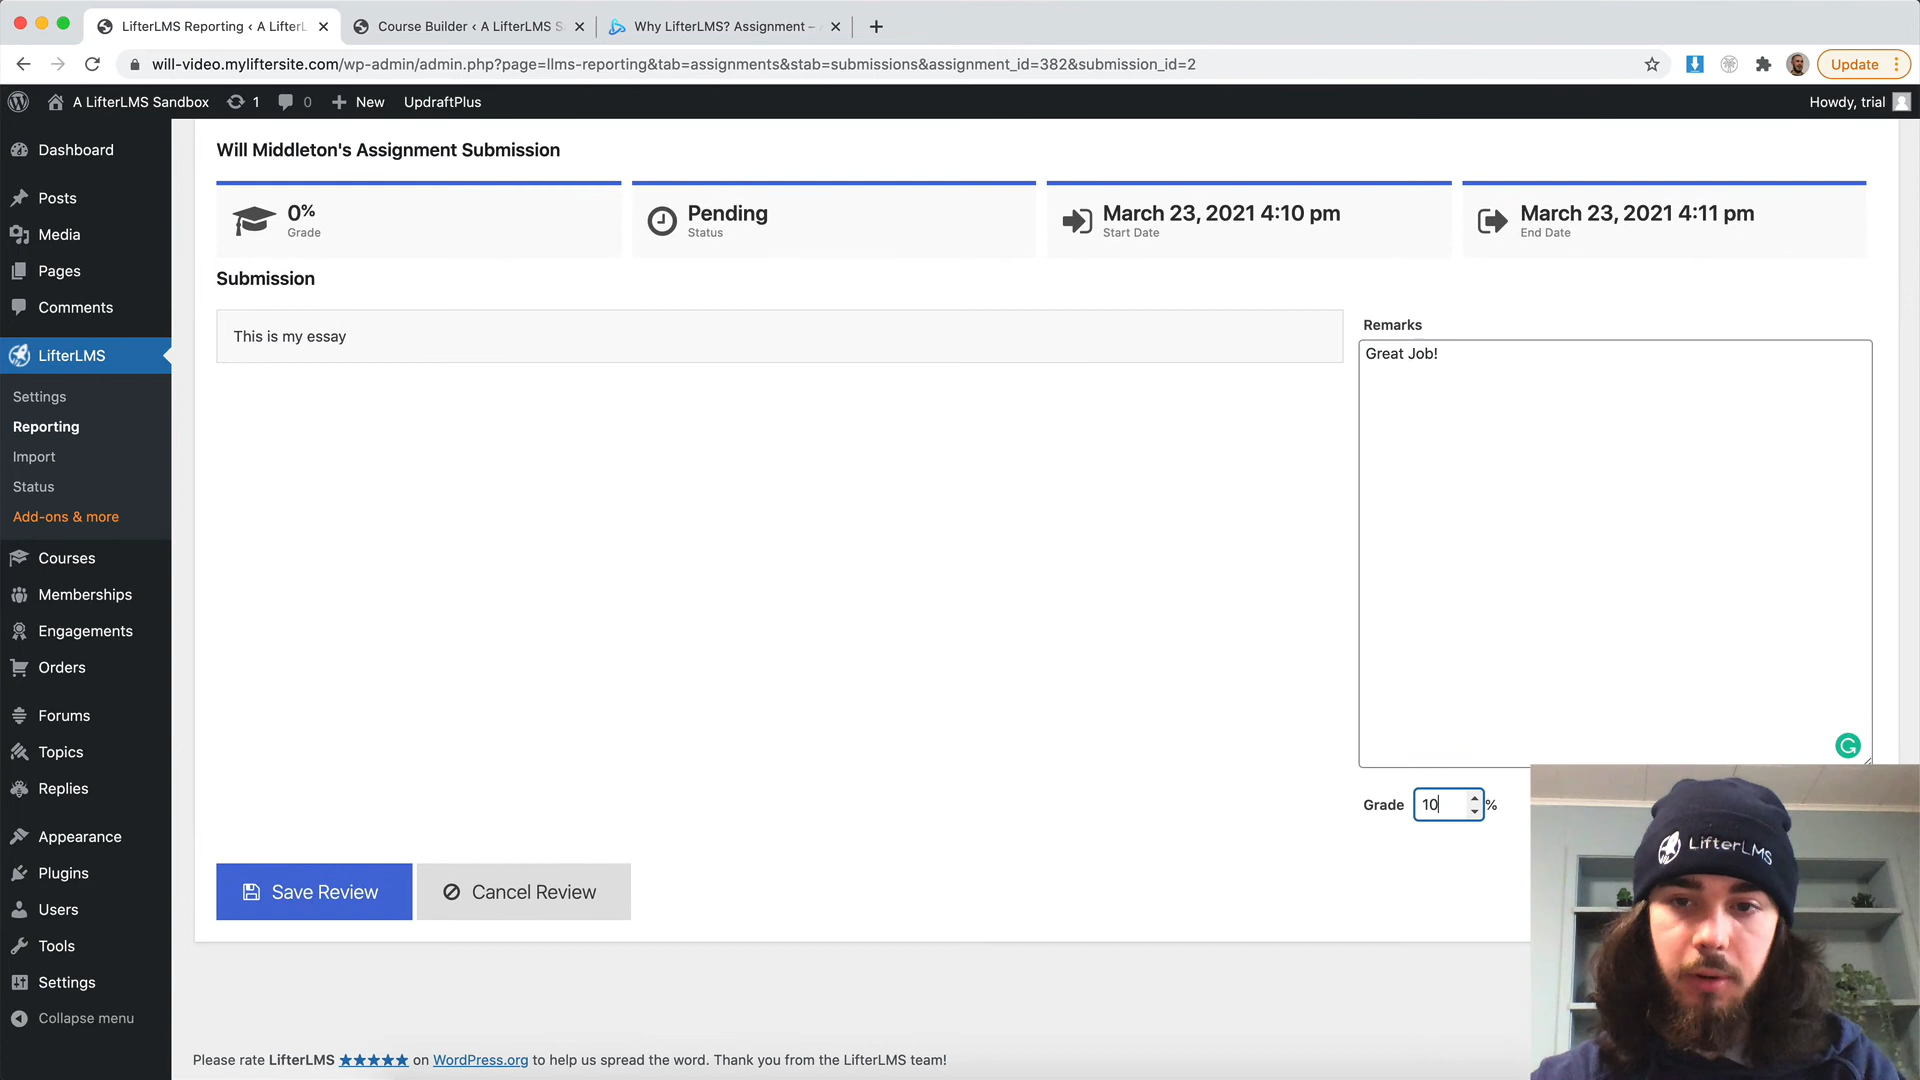 LifterLMS Reporting ‹ A Lifter
Course Builder ‹ A LifterLMS S
Why LifterLMS? Assignment –
will-video.myliftersite.com/wp-admin/admin.php?page=llms-reporting&tab=assignments&stab=submissions&assignment_id=382&submission_id=2
Update
A LifterLMS Sandbox
1
0
New
UpdraftPlus
Howdy, trial
Dashboard
Posts
Media
Pages
Comments
LifterLMS
Settings
Reporting
Import
Status
Add-ons & more
Courses
Memberships
Engagements
Orders
Forums
Topics
Replies
Appearance
Plugins
Users
Tools
Settings
Collapse menu
Will Middleton's Assignment Submission
0%
Grade
Pending
Status
March 23, 2021 4:10 pm
Start Date
March 23, 2021 4:11 pm
End Date
Submission
This is my essay
Remarks
Great Job!
Grade 10 %
Save Review
Cancel Review
LifterLMS
Please rate LifterLMS ★★★★★ on WordPress.org to help us spread the word. Thank you from the LifterLMS team!